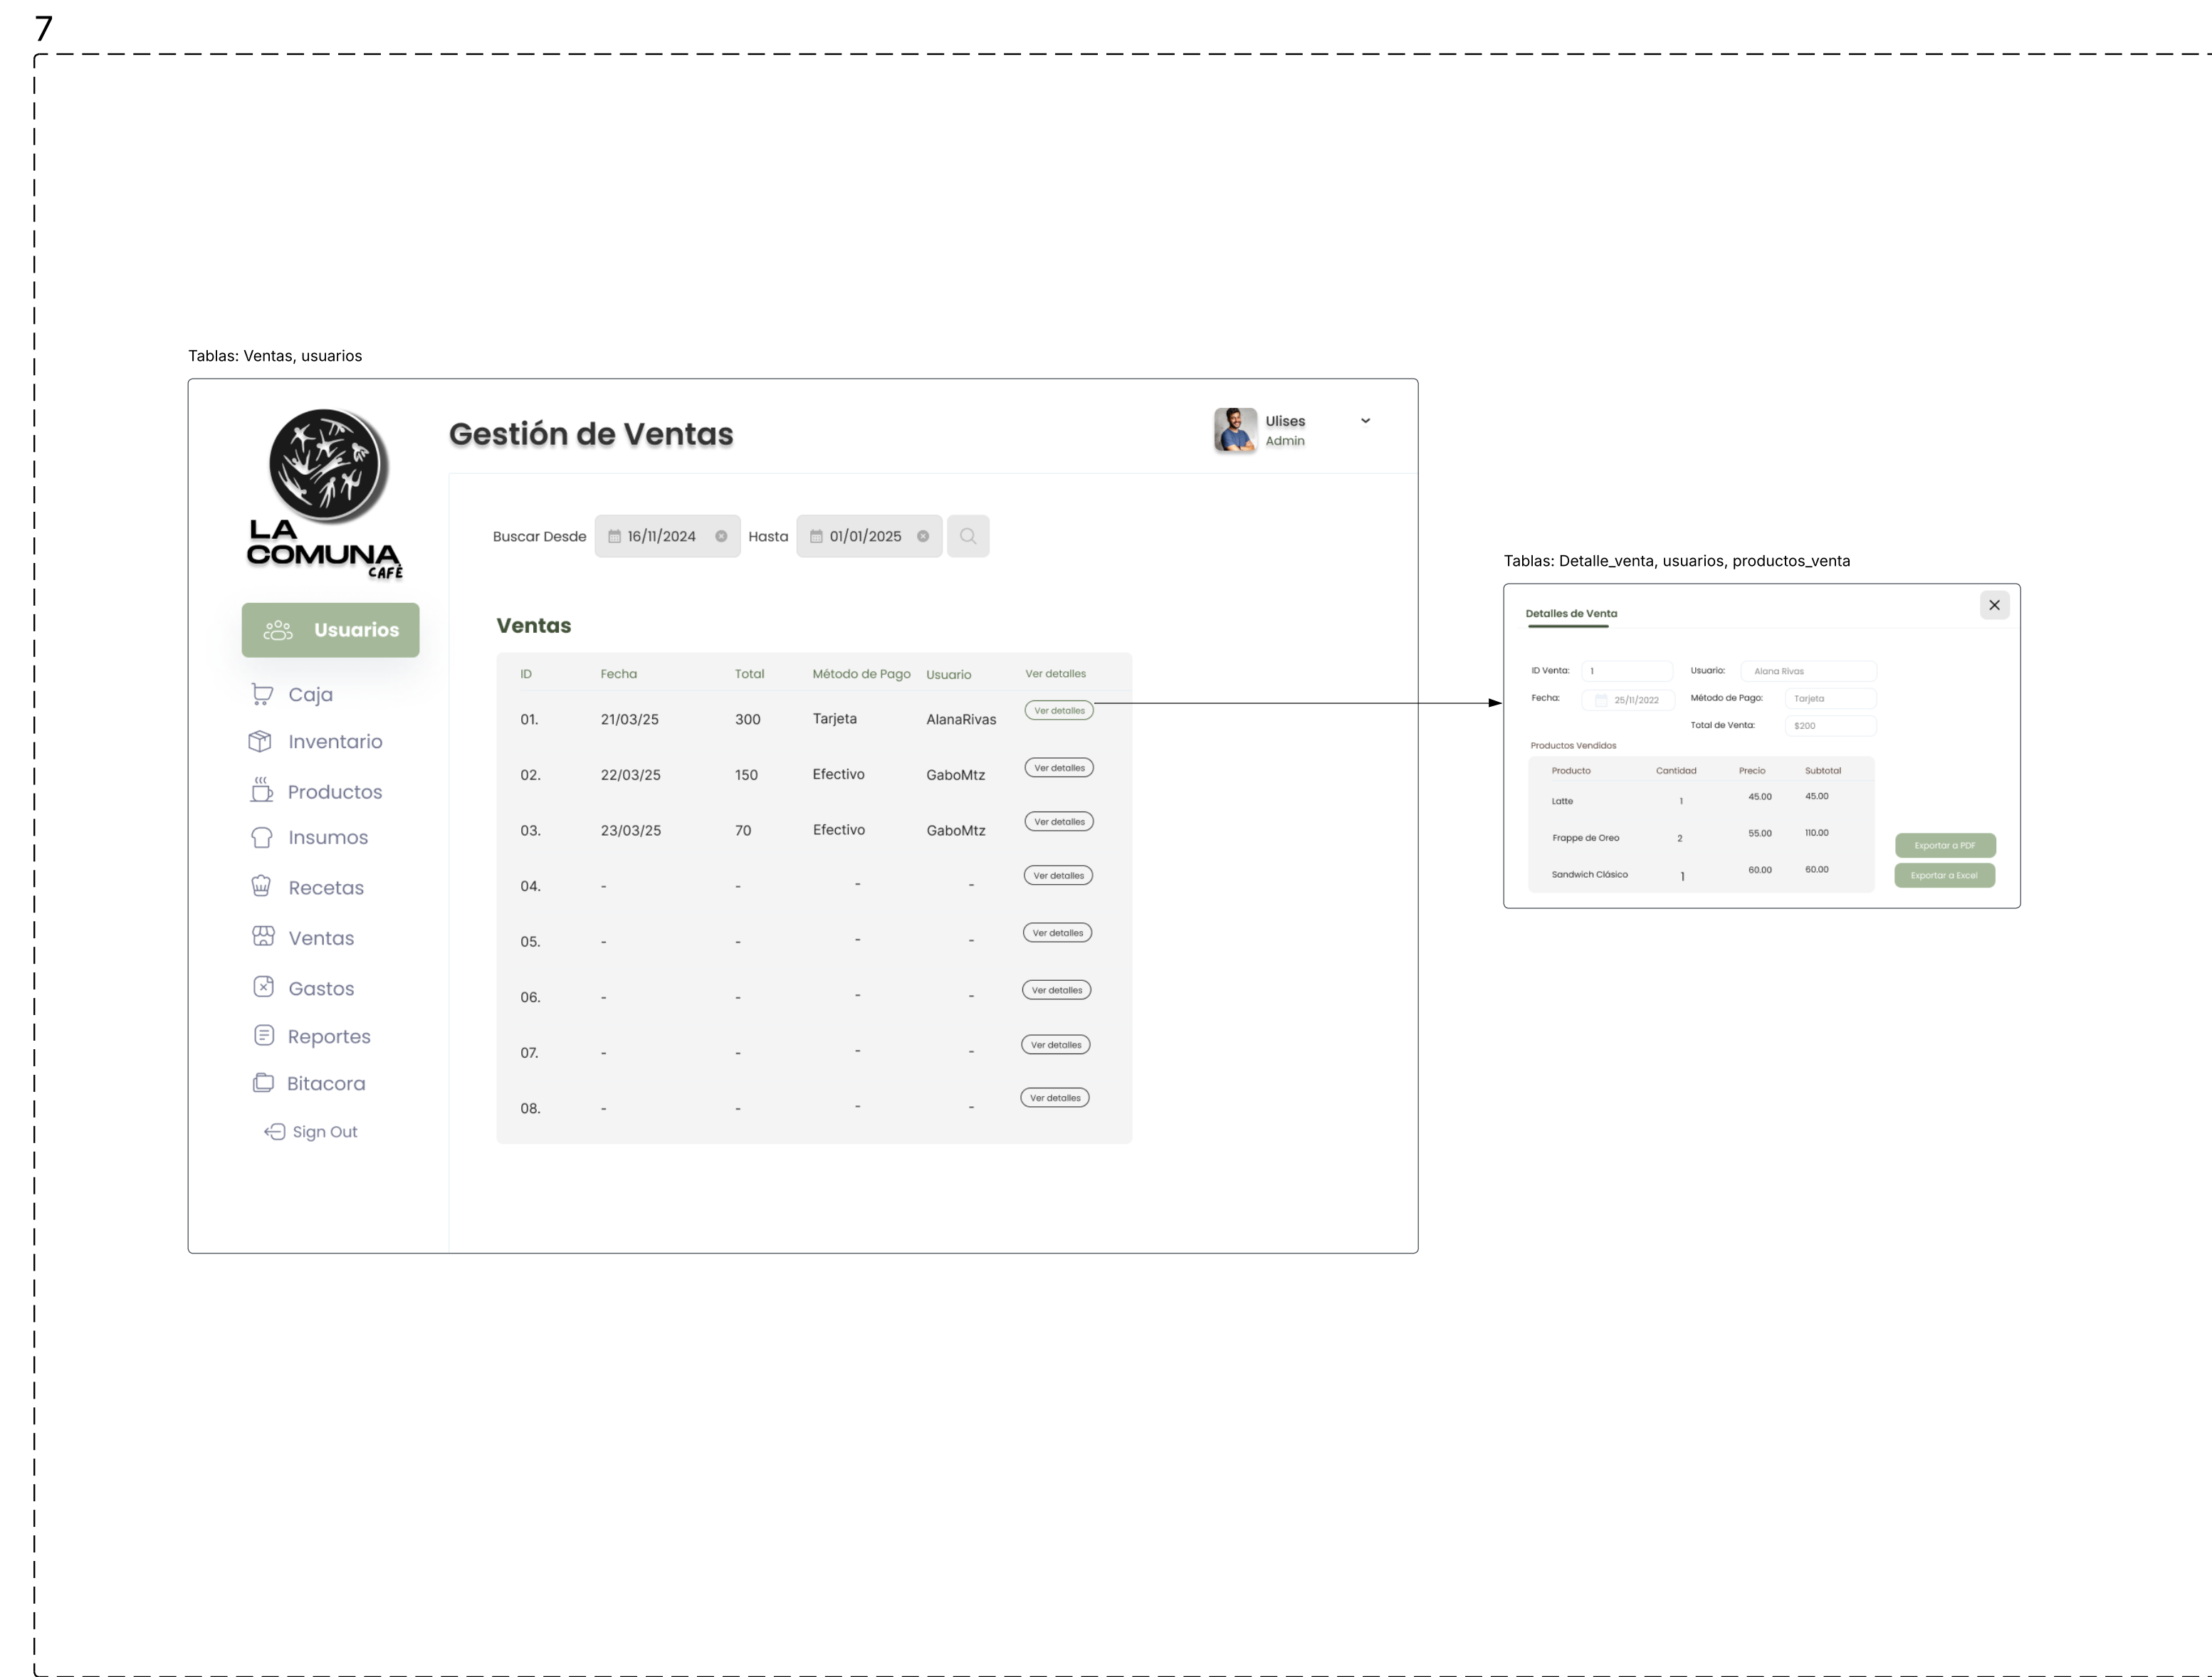 7
Tablas: Ventas, usuarios
LA
COMUNA
CAFÉ
Gestión de Ventas
Ulises
Admin
Buscar Desde 16/11/2024 Hasta 01/01/2025
Usuarios
Caja
Inventario
Productos
Insumos
Recetas
Ventas
Gastos
Reportes
Bitacora
Sign Out
Ventas
ID Fecha Total Método de Pago Usuario Ver detalles
01. 21/03/25 300 Tarjeta AlanaRivas Ver detalles
02. 22/03/25 150 Efectivo GaboMtz Ver detalles
03. 23/03/25 70 Efectivo GaboMtz Ver detalles
04. - - - - Ver detalles
05. - - - - Ver detalles
06. - - - - Ver detalles
07. - - - - Ver detalles
08. - - - - Ver detalles
Tablas: Detalle_venta, usuarios, productos_venta
Detalles de Venta
ID Venta: 1 Usuario: Alana Rivas
Fecha: 25/11/2022 Método de Pago: Tarjeta
Total de Venta: $200
Productos Vendidos
Producto Cantidad Precio Subtotal
Latte 1 45.00 45.00
Frappe de Oreo 2 55.00 110.00
Sandwich Clásico 1 60.00 60.00
Exportar a PDF
Exportar a Excel